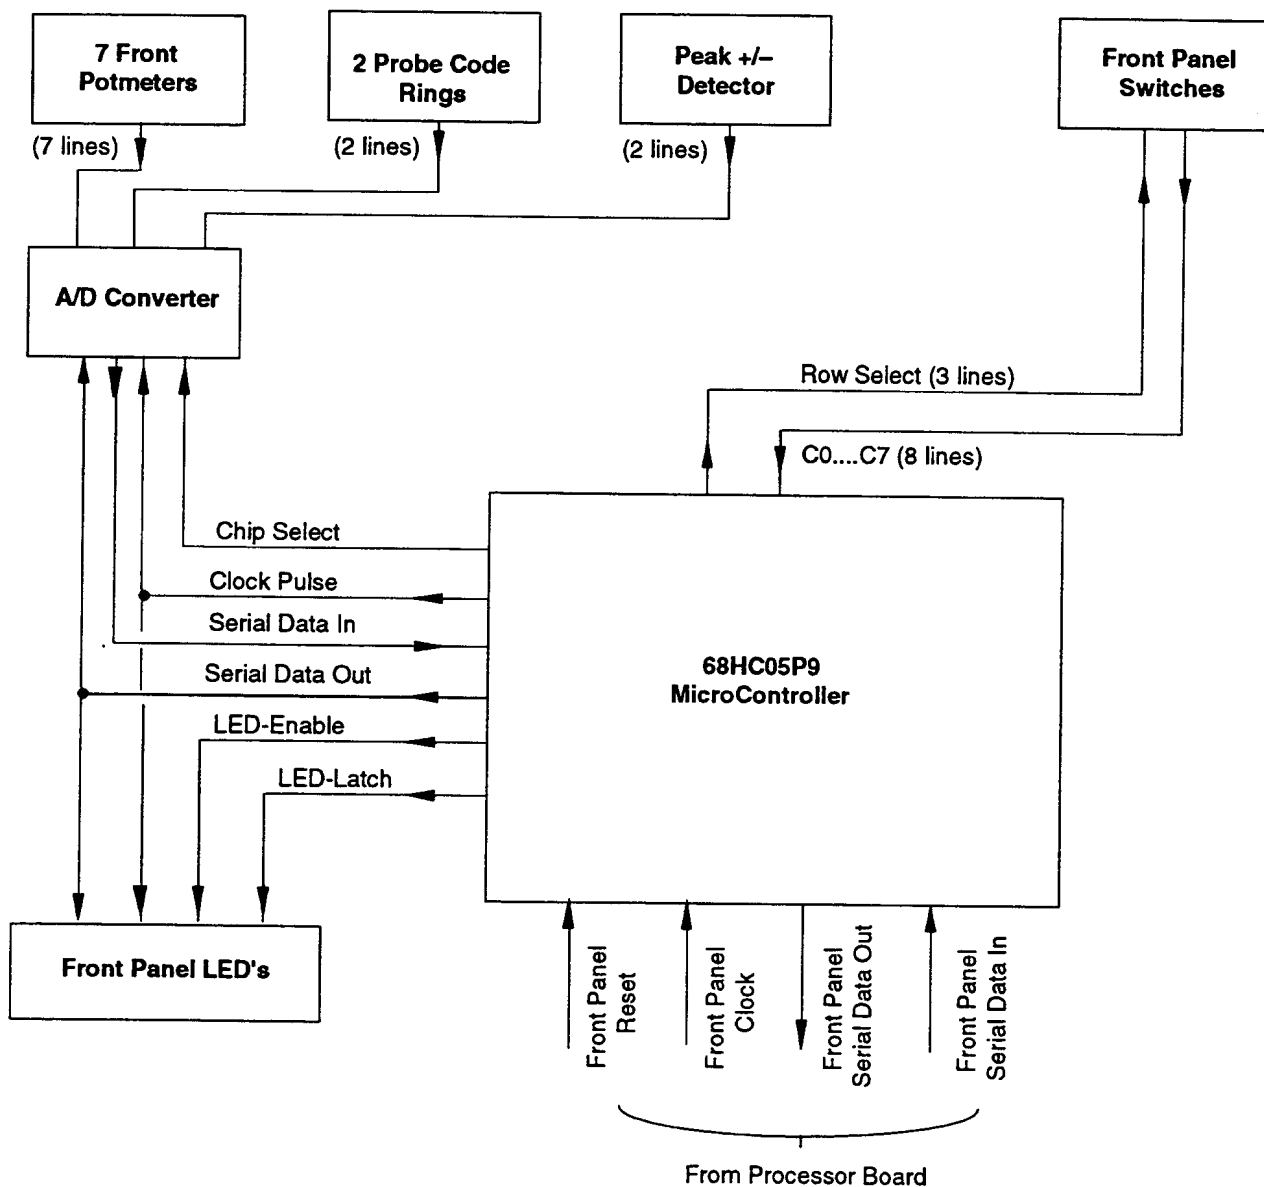 7 Front
Potmeters
2 Probe Code
Rings
Peak +/–
Detector
Front Panel
Switches
(7 lines)
(2 lines)
(2 lines)
A/D Converter
Row Select (3 lines)
C0....C7 (8 lines)
Chip Select
Clock Pulse
Serial Data In
Serial Data Out
LED-Enable
LED-Latch
68HC05P9
MicroController
Front Panel LED's
Front Panel
Reset
Front Panel
Clock
Front Panel
Serial Data Out
Front Panel
Serial Data In
From Processor Board